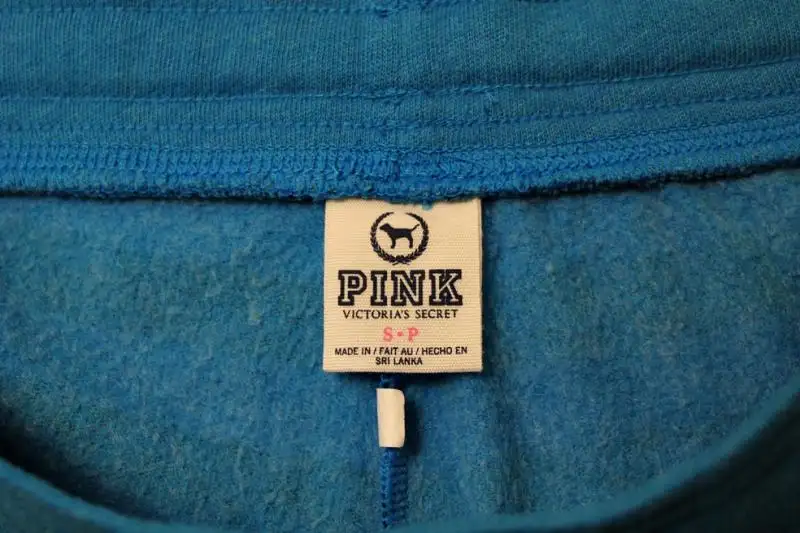 PINK
VICTORIA'S SECRET
S-P
MADE IN / FAIT AU / HECHO EN
SRI LANKA